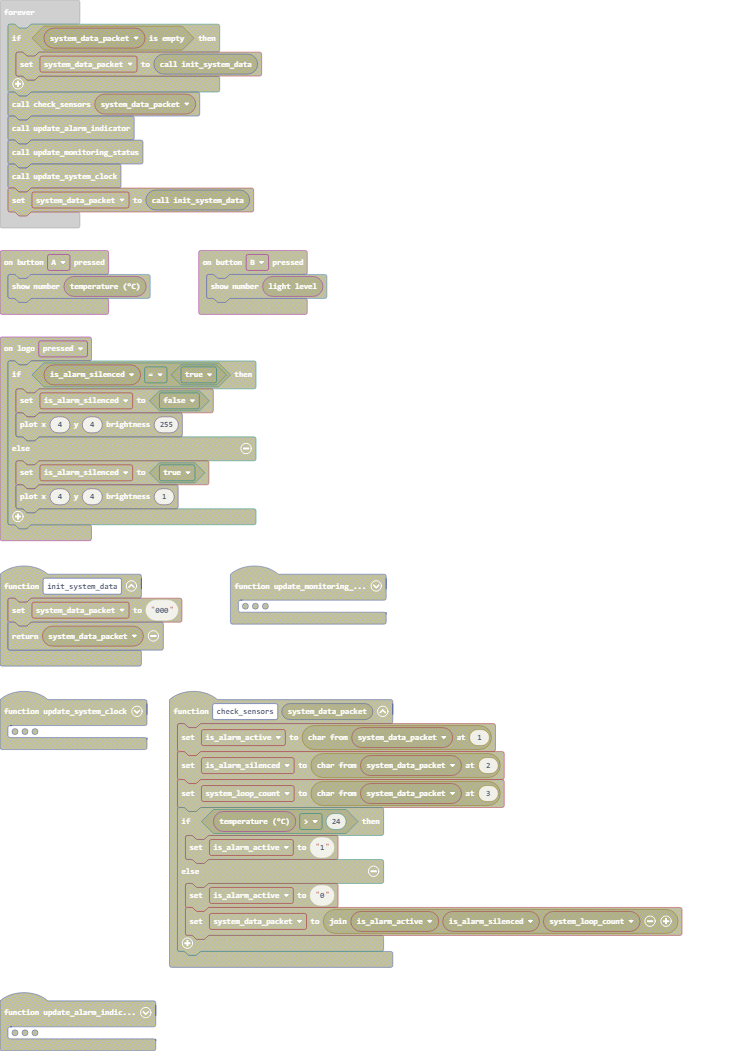 forever
if system_data_packet is empty then
set system_data_packet to call init_system_data
call check_sensors system_data_packet
call update_alarm_indicator
call update_monitoring_status
call update_system_clock
set system_data_packet to call init_system_data
on button A pressed
show number temperature (°C)
on button B pressed
show number light level
on logo pressed
if is_alarm_silenced = true then
set is_alarm_silenced to false
plot x 4 y 4 brightness 255
else
set is_alarm_silenced to true
plot x 4 y 4 brightness 1
function init_system_data
set system_data_packet to "000"
return system_data_packet
function update_monitoring_...
function update_system_clock
function check_sensors system_data_packet
set is_alarm_active to char from system_data_packet at 1
set is_alarm_silenced to char from system_data_packet at 2
set system_loop_count to char from system_data_packet at 3
if temperature (°C) > 24 then
set is_alarm_active to "1"
else
set is_alarm_active to "0"
set system_data_packet to join is_alarm_active is_alarm_silenced system_loop_count
function update_alarm_indic...